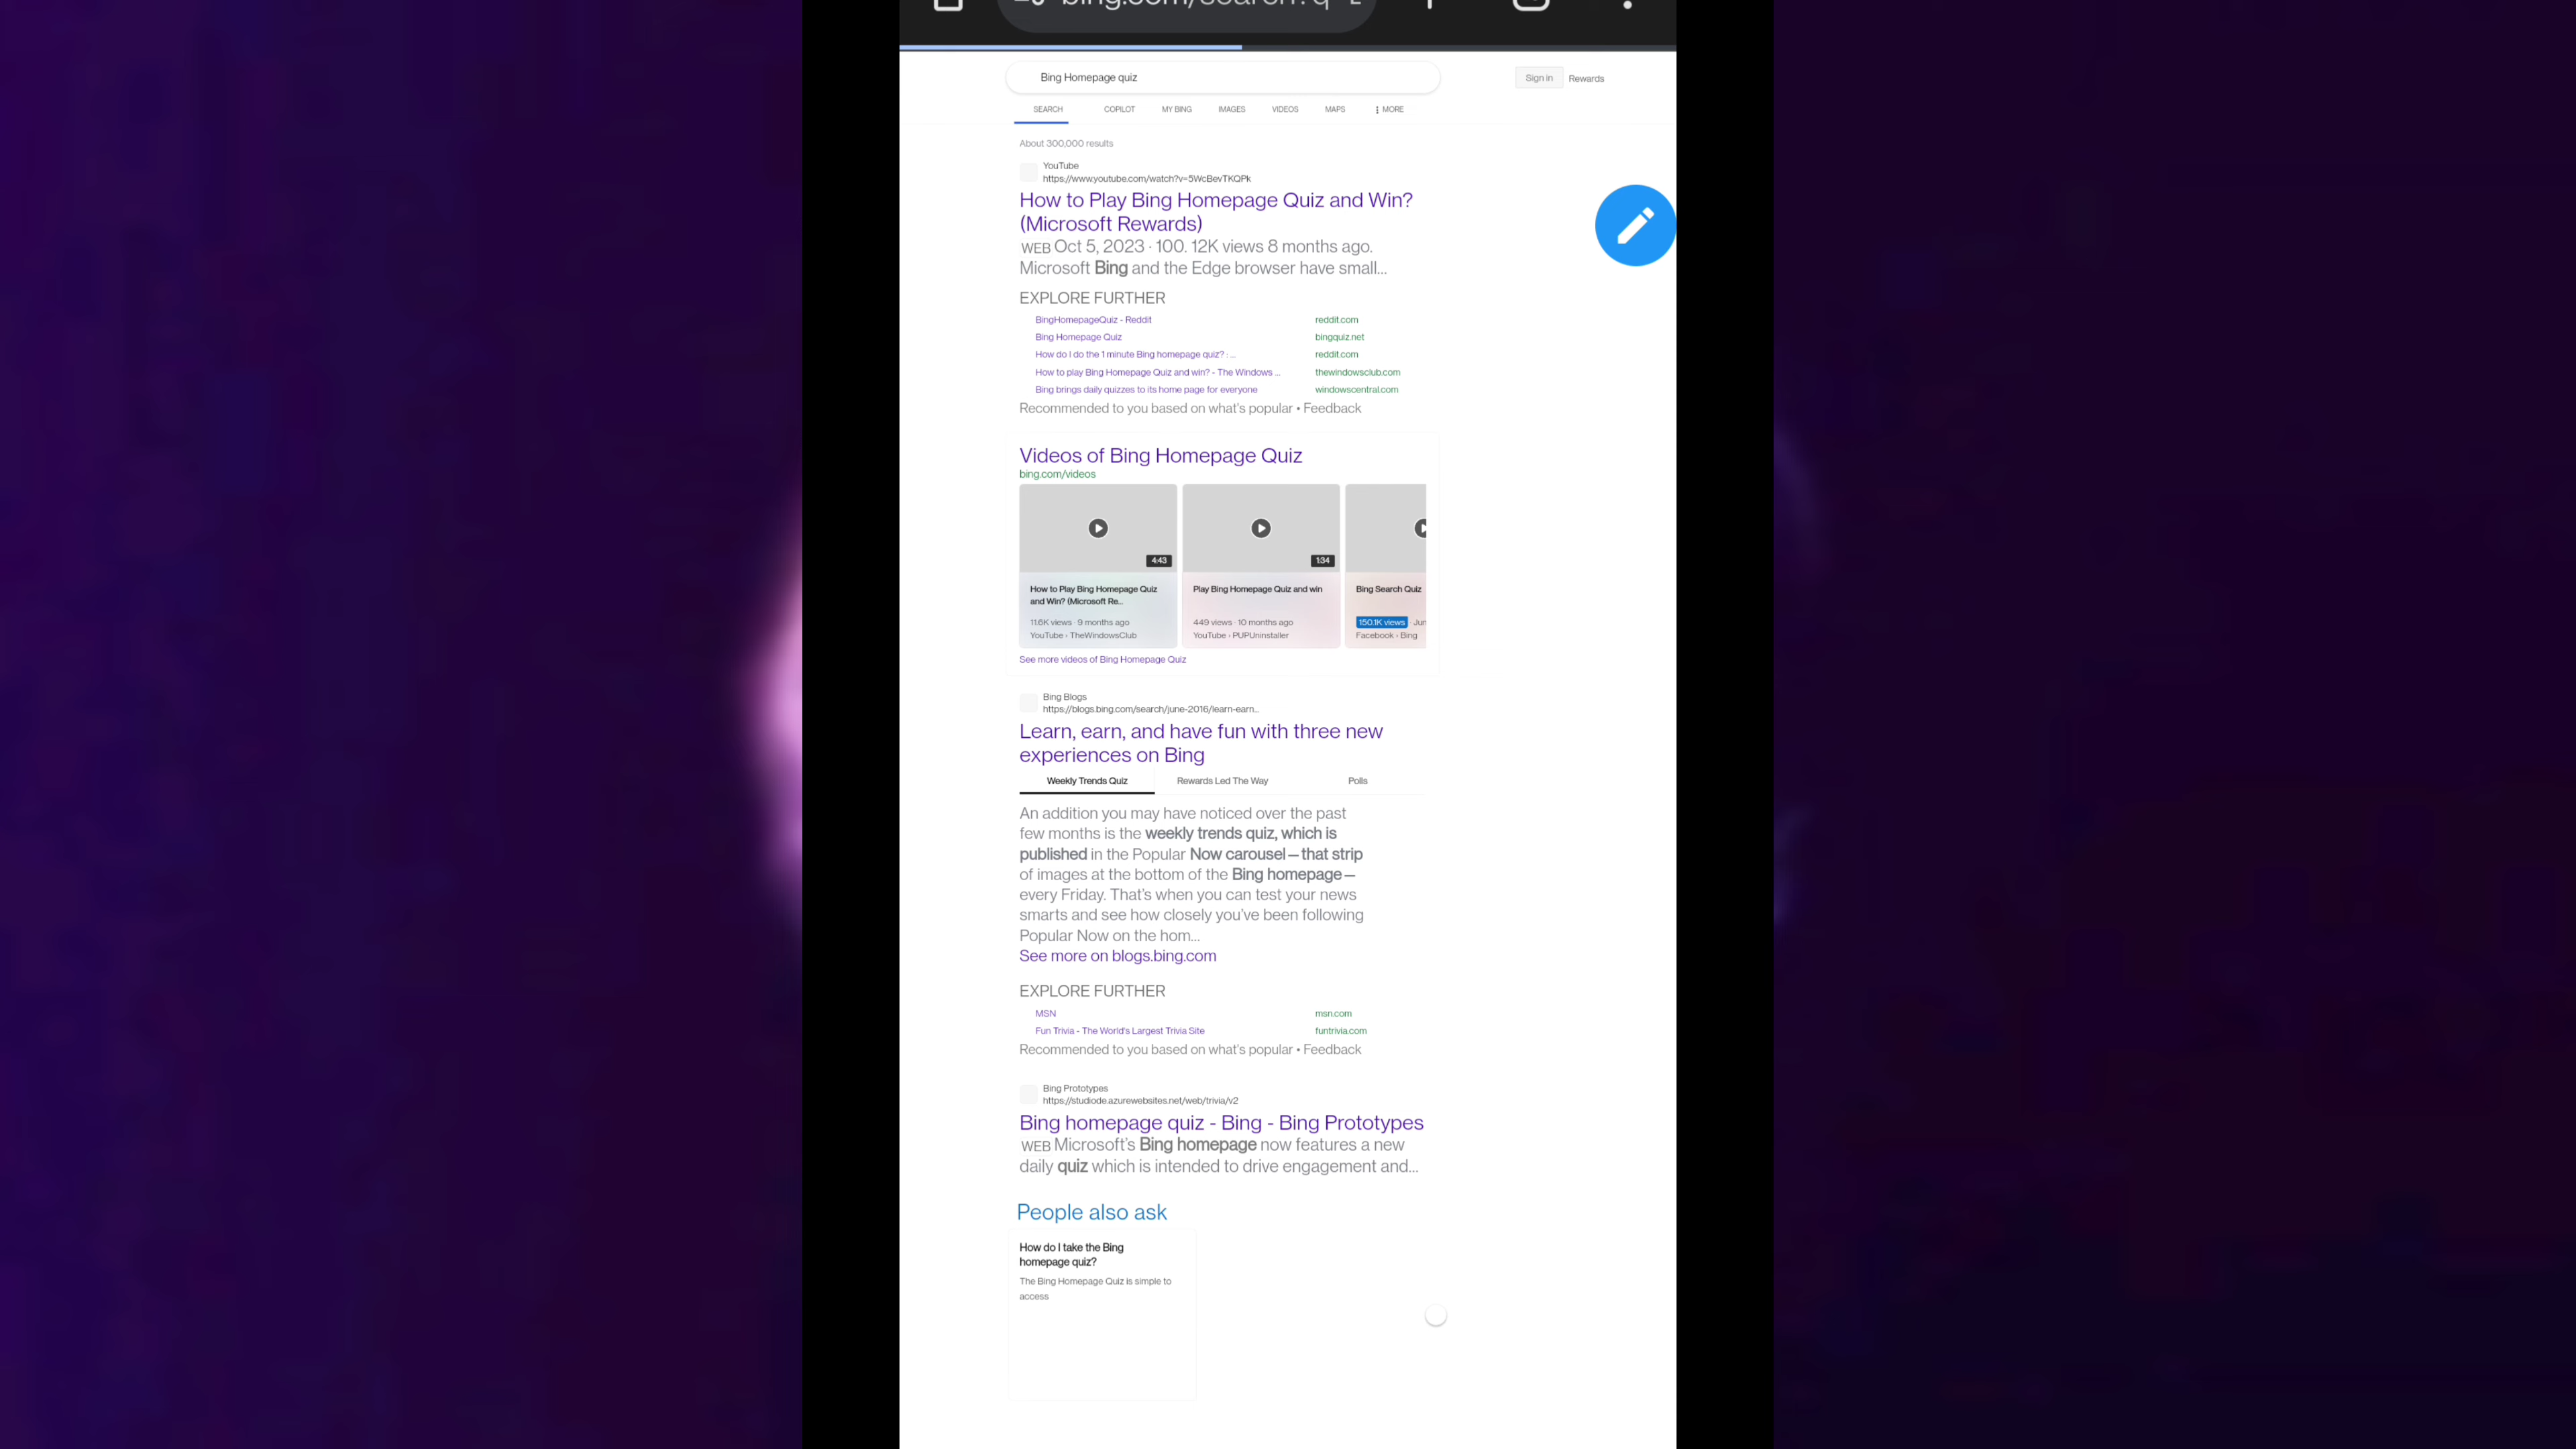 Bing Homepage quiz
Sign in Rewards
SEARCH COPILOT MY BING IMAGES VIDEOS MAPS MORE
About 300,000 results
YouTube
https://www.youtube.com/watch?v=5WcBevTKQPk
How to Play Bing Homepage Quiz and Win?
(Microsoft Rewards)
WEB Oct 5, 2023 · 100. 12K views 8 months ago.
Microsoft Bing and the Edge browser have small...
EXPLORE FURTHER
BingHomepageQuiz - Reddit reddit.com
Bing Homepage Quiz bingquiz.net
How do I do the 1 minute Bing homepage quiz? : ... reddit.com
How to play Bing Homepage Quiz and win? - The Windows ... thewindowsclub.com
Bing brings daily quizzes to its home page for everyone windowscentral.com
Recommended to you based on what's popular • Feedback
Videos of Bing Homepage Quiz
bing.com/videos
4:43
1:34
How to Play Bing Homepage Quiz
and Win? (Microsoft Re...
11.6K views · 9 months ago
YouTube › TheWindowsClub
Play Bing Homepage Quiz and win
449 views · 10 months ago
YouTube › PUPUninstaller
Bing Search Quiz
150.1K views · Jun
Facebook › Bing
See more videos of Bing Homepage Quiz
Bing Blogs
https://blogs.bing.com/search/june-2016/learn-earn...
Learn, earn, and have fun with three new
experiences on Bing
Weekly Trends Quiz Rewards Led The Way Polls
An addition you may have noticed over the past
few months is the weekly trends quiz, which is
published in the Popular Now carousel—that strip
of images at the bottom of the Bing homepage—
every Friday. That's when you can test your news
smarts and see how closely you've been following
Popular Now on the hom...
See more on blogs.bing.com
EXPLORE FURTHER
MSN msn.com
Fun Trivia - The World's Largest Trivia Site funtrivia.com
Recommended to you based on what's popular • Feedback
Bing Prototypes
https://studiode.azurewebsites.net/web/trivia/v2
Bing homepage quiz - Bing - Bing Prototypes
WEB Microsoft's Bing homepage now features a new
daily quiz which is intended to drive engagement and...
People also ask
How do I take the Bing
homepage quiz?
The Bing Homepage Quiz is simple to
access